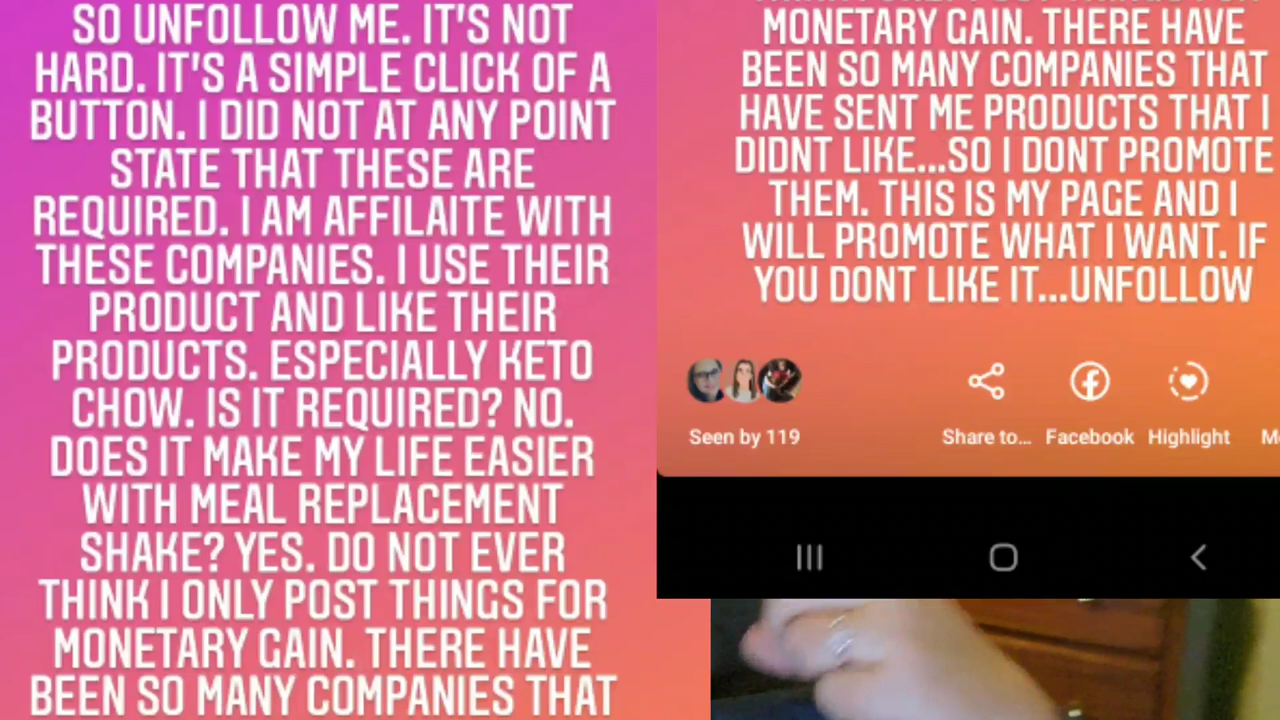 SO UNFOLLOW ME. IT'S NOT
HARD. IT'S A SIMPLE CLICK OF A
BUTTON. I DID NOT AT ANY POINT
STATE THAT THESE ARE
REQUIRED. I AM AFFILAITE WITH
THESE COMPANIES. I USE THEIR
PRODUCT AND LIKE THEIR
PRODUCTS. ESPECIALLY KETO
CHOW. IS IT REQUIRED? NO.
DOES IT MAKE MY LIFE EASIER
WITH MEAL REPLACEMENT
SHAKE? YES. DO NOT EVER
THINK I ONLY POST THINGS FOR
MONETARY GAIN. THERE HAVE
BEEN SO MANY COMPANIES THAT
MONETARY GAIN. THERE HAVE
BEEN SO MANY COMPANIES THAT
HAVE SENT ME PRODUCTS THAT I
DIDNT LIKE...SO I DONT PROMOTE
THEM. THIS IS MY PAGE AND I
WILL PROMOTE WHAT I WANT. IF
YOU DONT LIKE IT...UNFOLLOW
Seen by 119
Share to...
Facebook
Highlight